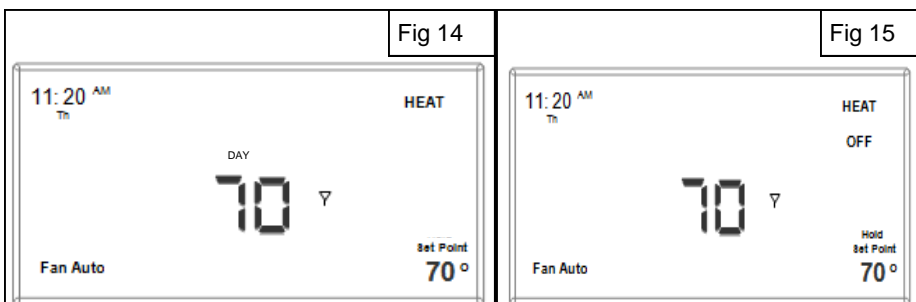 Fig 14
11:20 AM
Th
HEAT
DAY
70
Set Point
Fan Auto
70°
Fig 15
11:20 AM
Th
HEAT
OFF
70
Hold
Set Point
Fan Auto
70°